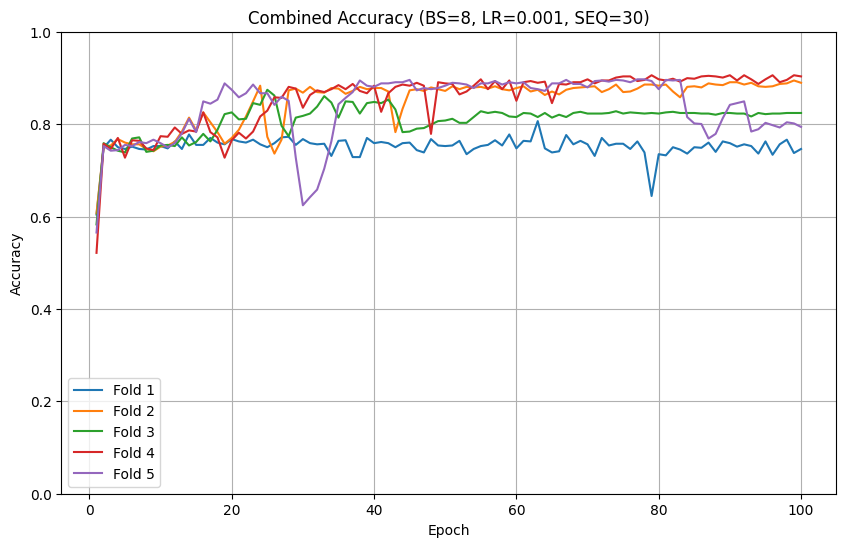 Combined Accuracy (BS=8, LR=0.001, SEQ=30)
1.0
0.8
0.6
0.4
0.2
0.0
Accuracy
Fold 1
Fold 2
Fold 3
Fold 4
Fold 5
0 20 40 60 80 100
Epoch